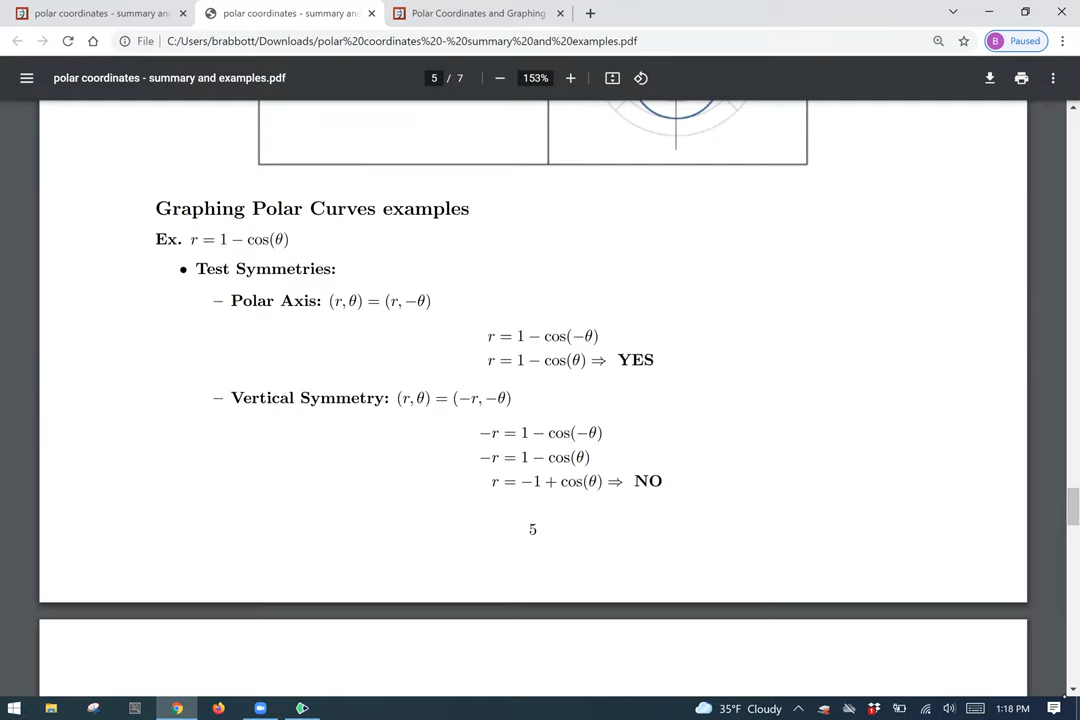 polar coordinates - summary and
polar coordinates - summary and
Polar Coordinates and Graphing
File
C:/Users/brabbott/Downloads/polar%20coordinates%20-%20summary%20and%20examples.pdf
B
Paused
polar coordinates - summary and examples.pdf
5 / 7
153%
Graphing Polar Curves examples
Ex. r = 1 − cos(θ)
• Test Symmetries:
– Polar Axis: (r, θ) = (r, −θ)
r = 1 − cos(−θ)
r = 1 − cos(θ) ⇒ YES
– Vertical Symmetry: (r, θ) = (−r, −θ)
−r = 1 − cos(−θ)
−r = 1 − cos(θ)
r = −1 + cos(θ) ⇒ NO
5
35°F Cloudy
1:18 PM